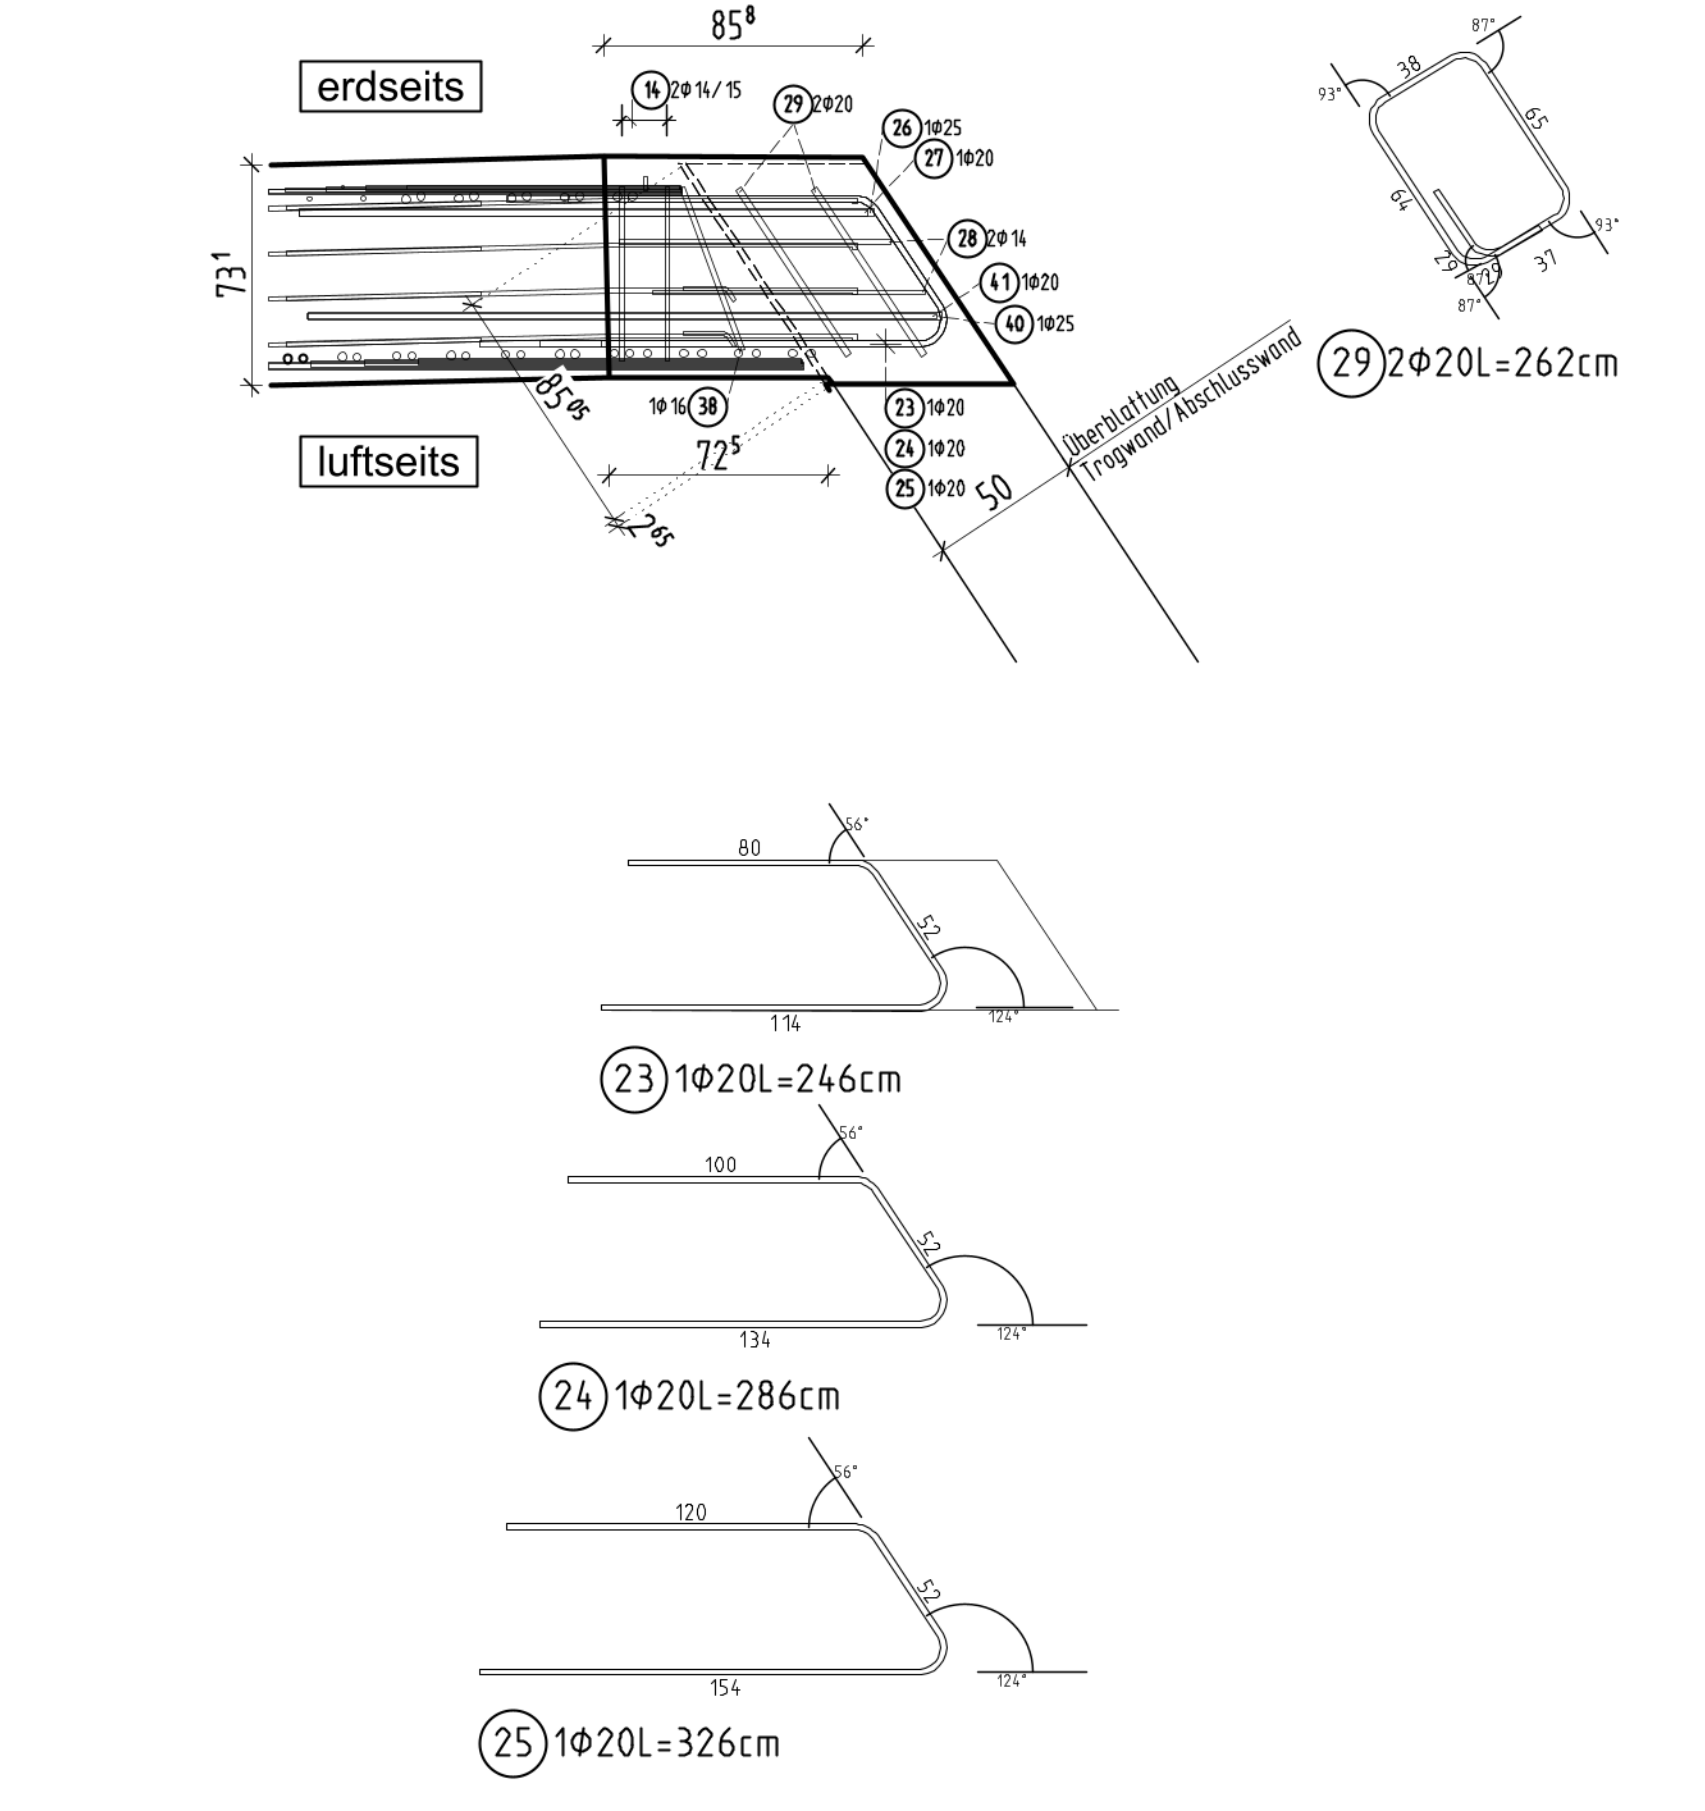 85⁸
erdseits
14 2Φ14/15
29 2Φ20
26 1Φ25
27 1Φ20
28 2Φ14
41 1Φ20
40 1Φ25
73¹
85⁰⁵
1Φ16 38
72⁵
23 1Φ20
24 1Φ20
25 1Φ20
luftseits
2⁶⁵
50
Überblattung
Trogwand/Abschlusswand
87°
38
93°
65
64
93°
29
87°
29
37
87°
29 2Φ20L=262cm
80
56°
52
124°
114
23 1Φ20L=246cm
56°
100
52
124°
134
24 1Φ20L=286cm
56°
120
52
124°
154
25 1Φ20L=326cm